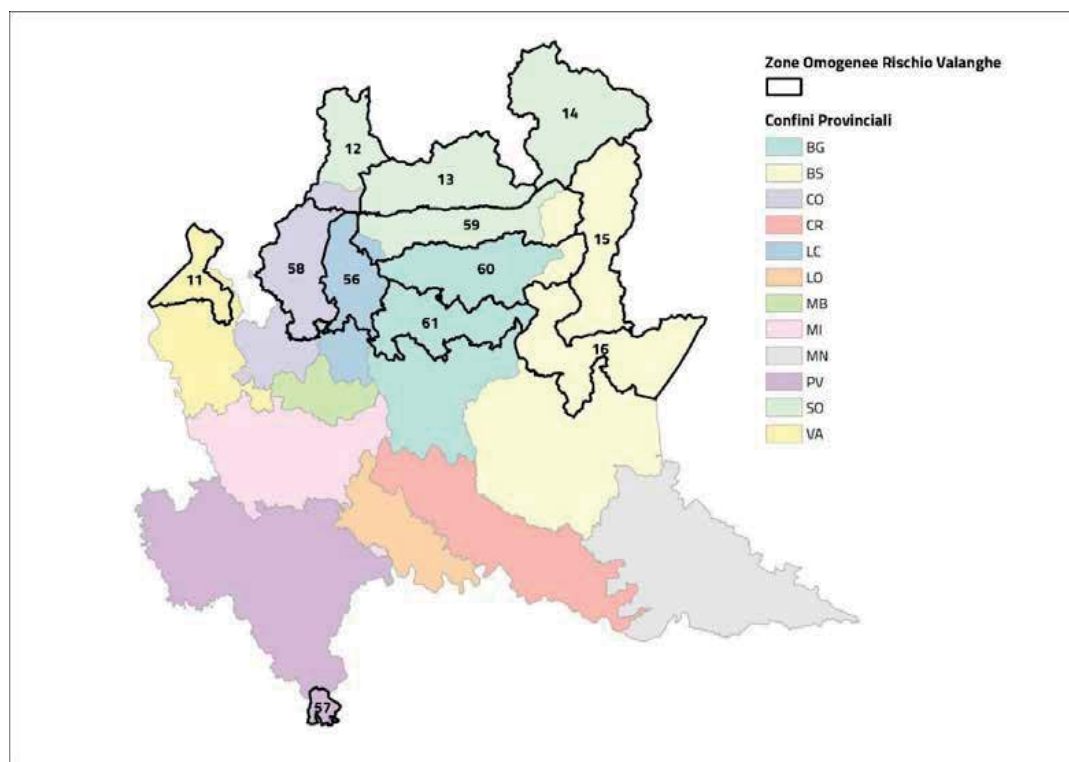 Zone Omogenee Rischio Valanghe
Confini Provinciali
BG
BS
CO
CR
LC
LO
MB
MI
MN
PV
SO
VA
14
12
13
59
15
11
58
56
60
61
16
57